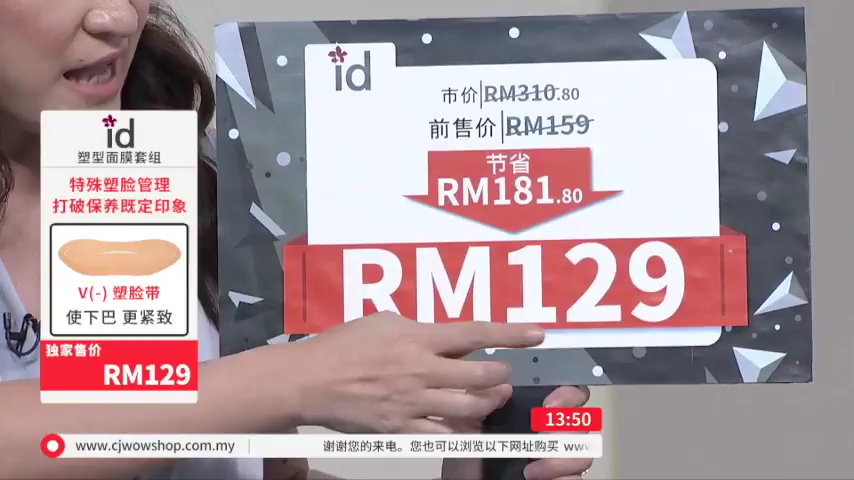 id
市价 RM310.80
前售价 RM159
节省
RM181.80
RM129
id
塑型面膜套组
特殊塑脸管理
打破保养既定印象
V(-) 塑脸带
使下巴 更紧致
独家售价
RM129
13:50
www.cjwowshop.com.my
谢谢您的来电。您也可以浏览以下网址购买 www